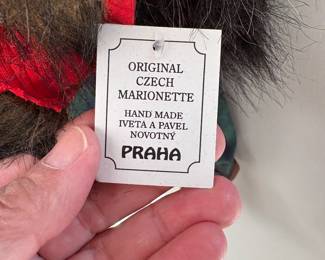 ORIGINAL
CZECH
MARIONETTE
HAND MADE
IVETA A PAVEL
NOVOTNÝ
PRAHA